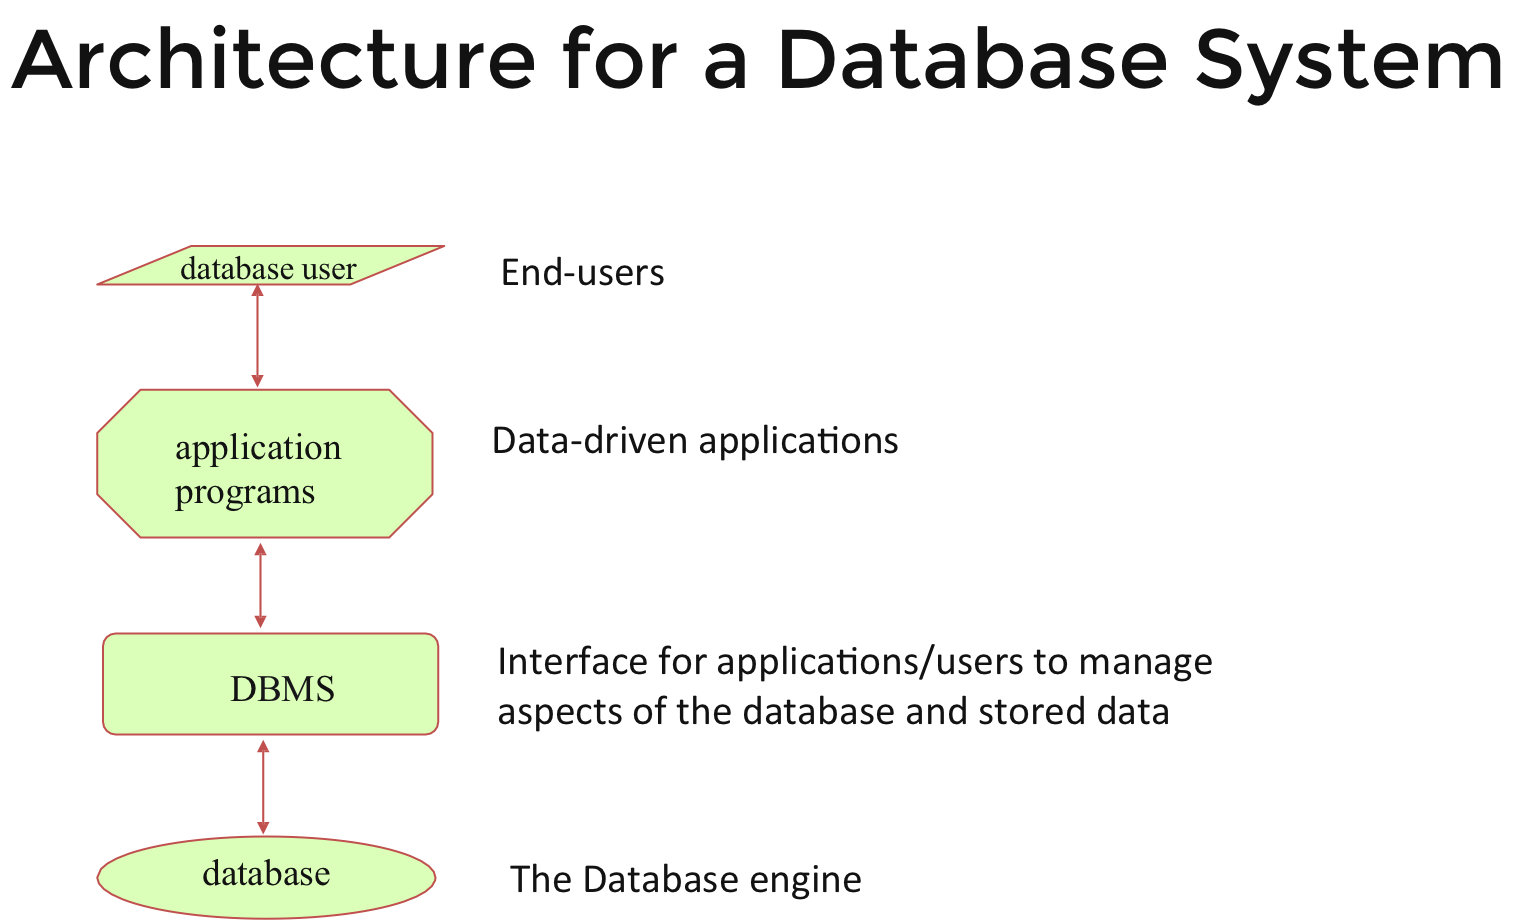 Architecture for a Database System
database user
End-users
application
programs
Data-driven applications
DBMS
Interface for applications/users to manage
aspects of the database and stored data
database
The Database engine